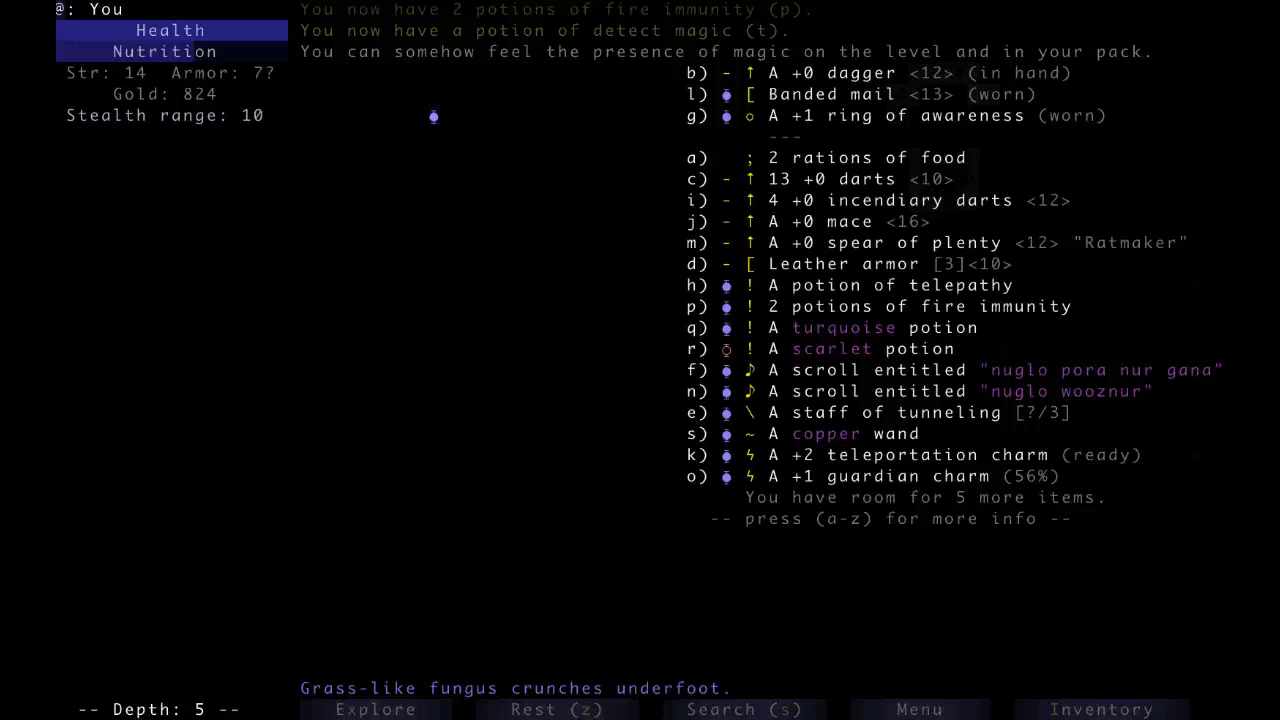 @: You
You now have 2 potions of fire immunity (p).
Health
You now have a potion of detect magic (t).
Nutrition
You can somehow feel the presence of magic on the level and in your pack.
Str: 14 Armor: 7?
b) - ↑ A +0 dagger <12> (in hand)
Gold: 824
l) [ Banded mail <13> (worn)
Stealth range: 10
g) ○ A +1 ring of awareness (worn)
---
a) ; 2 rations of food
c) - ↑ 13 +0 darts <10>
i) - ↑ 4 +0 incendiary darts <12>
j) - ↑ A +0 mace <16>
m) - ↑ A +0 spear of plenty <12> "Ratmaker"
d) - [ Leather armor [3]<10>
h) ! A potion of telepathy
p) ! 2 potions of fire immunity
q) ! A turquoise potion
r) ! A scarlet potion
f) ♪ A scroll entitled "nuglo pora nur gana"
n) ♪ A scroll entitled "nuglo wooznur"
e) \ A staff of tunneling [?/3]
s) ~ A copper wand
k) ϟ A +2 teleportation charm (ready)
o) ϟ A +1 guardian charm (56%)
You have room for 5 more items.
-- press (a-z) for more info --
Grass-like fungus crunches underfoot.
-- Depth: 5 --
Explore
Rest (z)
Search (s)
Menu
Inventory